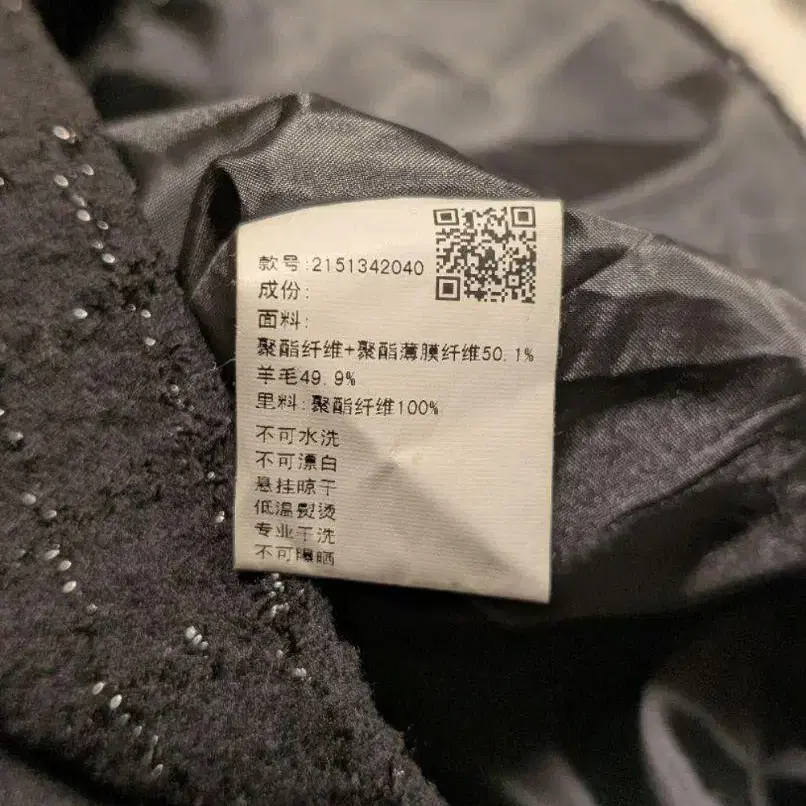 款号:2151342040
成份:
面料:
聚酯纤维+聚酯薄膜纤维50.1%
羊毛49.9%
里料:聚酯纤维100%
不可水洗
不可漂白
悬挂晾干
低温熨烫
专业干洗
不可曝晒